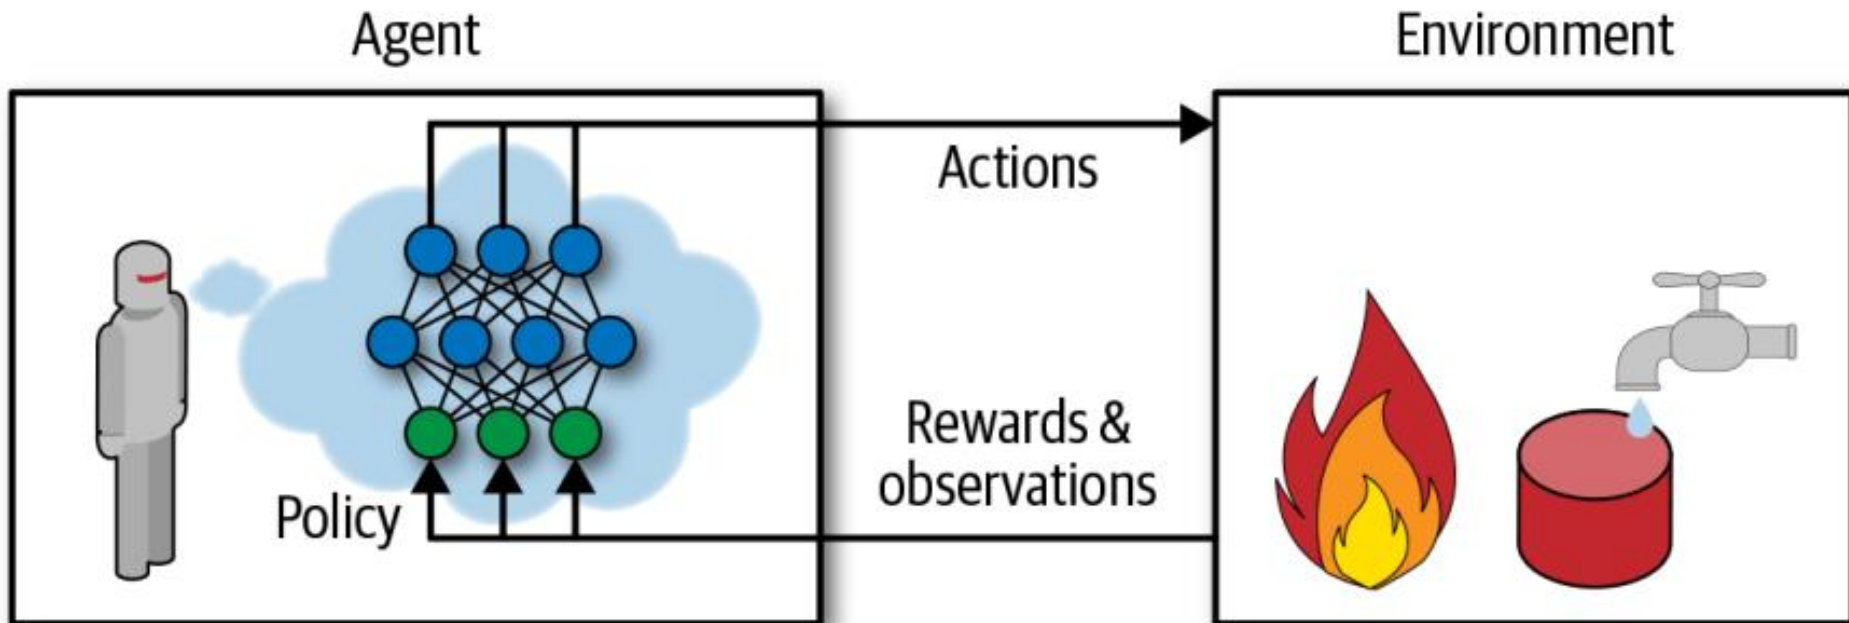 Agent
Environment
Actions
Rewards &
observations
Policy